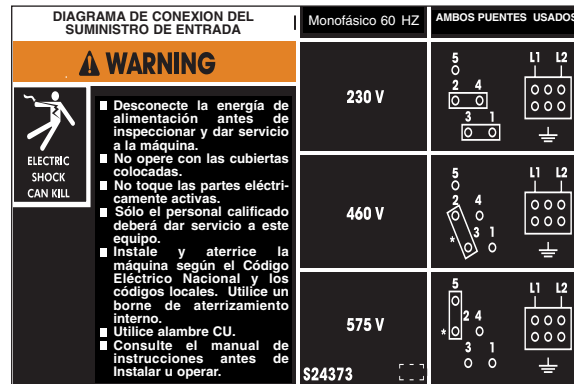 DIAGRAMA DE CONEXION DEL
SUMINISTRO DE ENTRADA
Monofásico 60 HZ
AMBOS PUENTES USADOS
WARNING
ELECTRIC
SHOCK
CAN KILL
Desconecte la energía de
alimentación antes de
inspeccionar y dar servicio
a la máquina.
No opere con las cubiertas
colocadas.
No toque las partes eléctri-
camente activas.
Sólo el personal calificado
deberá dar servicio a este
equipo.
Instale y aterrice la
máquina según el Código
Eléctrico Nacional y los
códigos locales. Utilice un
borne de aterrizamiento
interno.
Utilice alambre CU.
Consulte el manual de
instrucciones antes de
Instalar u operar.
230 V
5
2 4
3 1
L1 L2
460 V
5
2 4
* 3 1
L1 L2
575 V
5
* 2 4
3 1
L1 L2
S24373